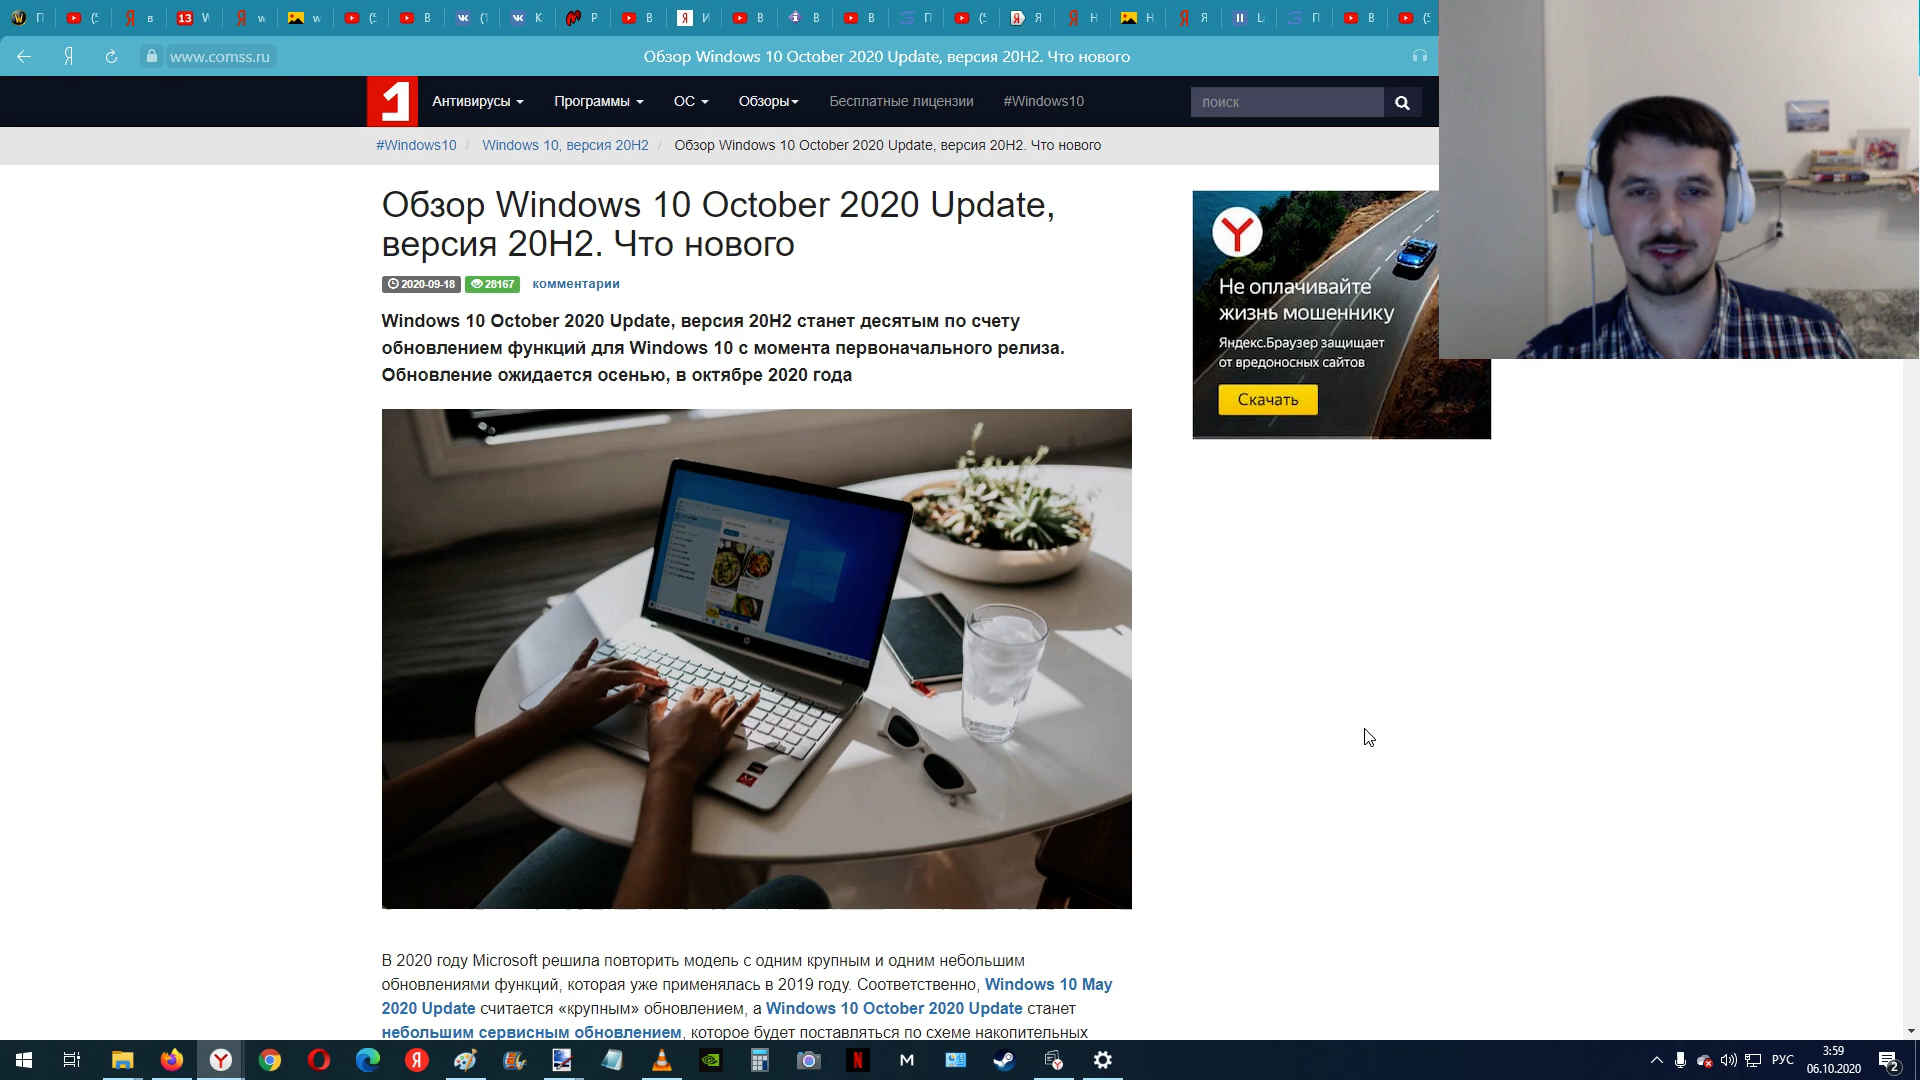 www.comss.ru
Обзор Windows 10 October 2020 Update, версия 20H2. Что нового
Антивирусы
Программы
ОС
Обзоры
Бесплатные лицензии
#Windows10
поиск
#Windows10 / Windows 10, версия 20H2 / Обзор Windows 10 October 2020 Update, версия 20H2. Что нового
Обзор Windows 10 October 2020 Update,
версия 20H2. Что нового
2020-09-18 28167 комментарии
Windows 10 October 2020 Update, версия 20H2 станет десятым по счету
обновлением функций для Windows 10 с момента первоначального релиза.
Обновление ожидается осенью, в октябре 2020 года
Не оплачивайте
жизнь мошеннику
Яндекс.Браузер защищает
от вредоносных сайтов
Скачать
В 2020 году Microsoft решила повторить модель с одним крупным и одним небольшим
обновлениями функций, которая уже применялась в 2019 году. Соответственно, Windows 10 May
2020 Update считается «крупным» обновлением, а Windows 10 October 2020 Update станет
небольшим сервисным обновлением, которое будет поставляться по схеме накопительных
РУС
3:59
06.10.2020
2